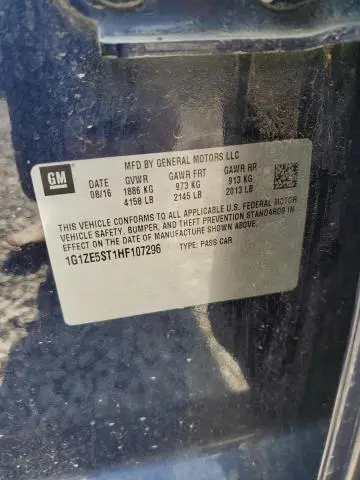 MFD BY GENERAL MOTORS LLC
GM
DATE GVWR GAWR FRT GAWR RR
08/16 1886 KG 973 KG 913 KG
4158 LB 2145 LB 2013 LB
THIS VEHICLE CONFORMS TO ALL APPLICABLE U.S. FEDERAL MOTOR
VEHICLE SAFETY, BUMPER, AND THEFT PREVENTION STANDARDS IN
EFFECT ON THE DATE OF MANUFACTURE SHOWN ABOVE.
1G1ZE5ST1HF107296 TYPE: PASS CAR